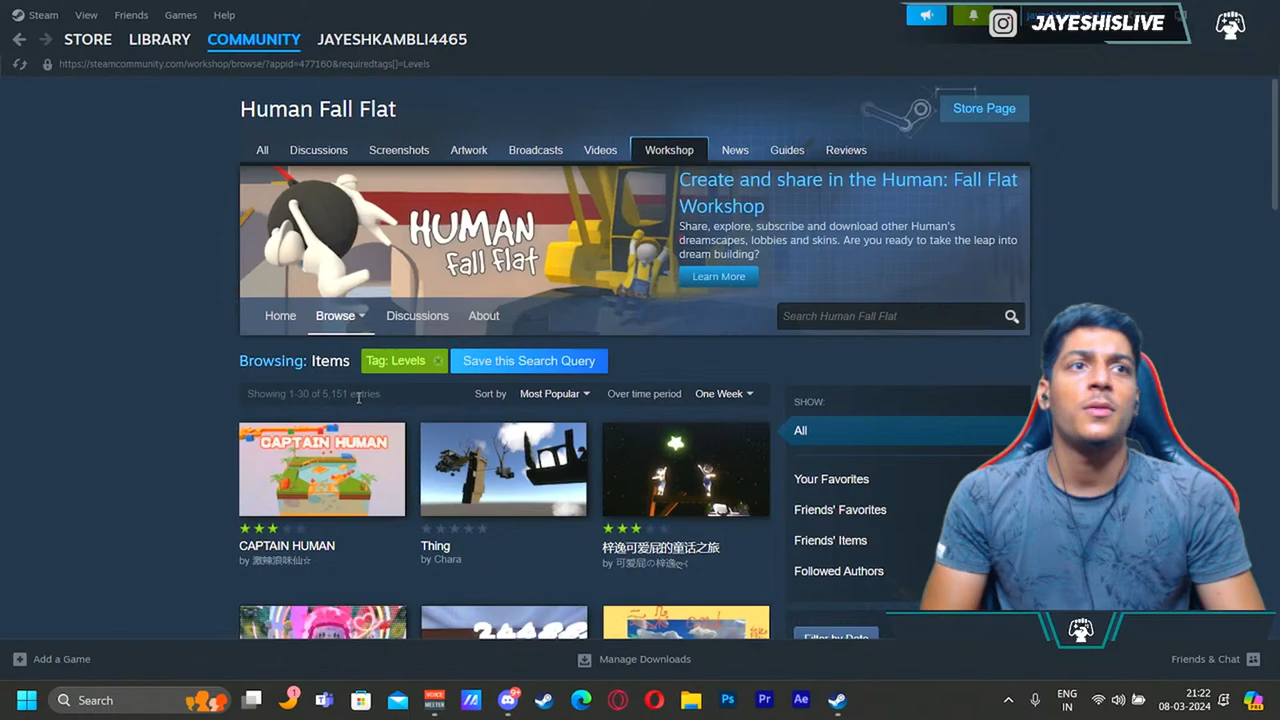 Steam View Friends Games Help
JAYESHISLIVE
STORE LIBRARY COMMUNITY JAYESHKAMBLI4465
https://steamcommunity.com/workshop/browse/?appid=477160&requiredtags[]=Levels
Human Fall Flat
Store Page
All Discussions Screenshots Artwork Broadcasts Videos Workshop News Guides Reviews
HUMAN
fall flat
Create and share in the Human: Fall Flat
Workshop
Share, explore, subscribe and download other Human's
dreamscapes, lobbies and skins. Are you ready to take the leap into
dream building?
Learn More
Home Browse Discussions About
Search Human Fall Flat
Browsing: Items Tag: Levels Save this Search Query
Showing 1-30 of 5,151 entries
Sort by Most Popular Over time period One Week
SHOW:
All
Your Favorites
Friends' Favorites
Friends' Items
Followed Authors
Filter by Date
CAPTAIN HUMAN
CAPTAIN HUMAN
Thing
by Chara
梓逸可爱屁的童话之旅
Add a Game
Manage Downloads
Friends & Chat
Search
ENG
IN
21:22
08-03-2024